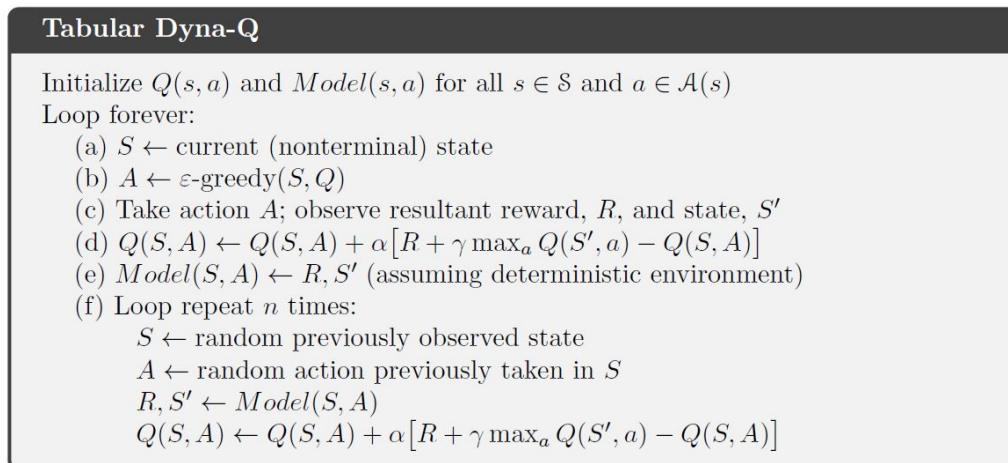 Tabular Dyna-Q
Initialize Q(s, a) and Model(s, a) for all s ∈ 𝒮 and a ∈ 𝒜(s)
Loop forever:
(a) S ← current (nonterminal) state
(b) A ← ε-greedy(S, Q)
(c) Take action A; observe resultant reward, R, and state, S′
(d) Q(S, A) ← Q(S, A) + α[R + γ maxₐ Q(S′, a) − Q(S, A)]
(e) Model(S, A) ← R, S′ (assuming deterministic environment)
(f) Loop repeat n times:
S ← random previously observed state
A ← random action previously taken in S
R, S′ ← Model(S, A)
Q(S, A) ← Q(S, A) + α[R + γ maxₐ Q(S′, a) − Q(S, A)]